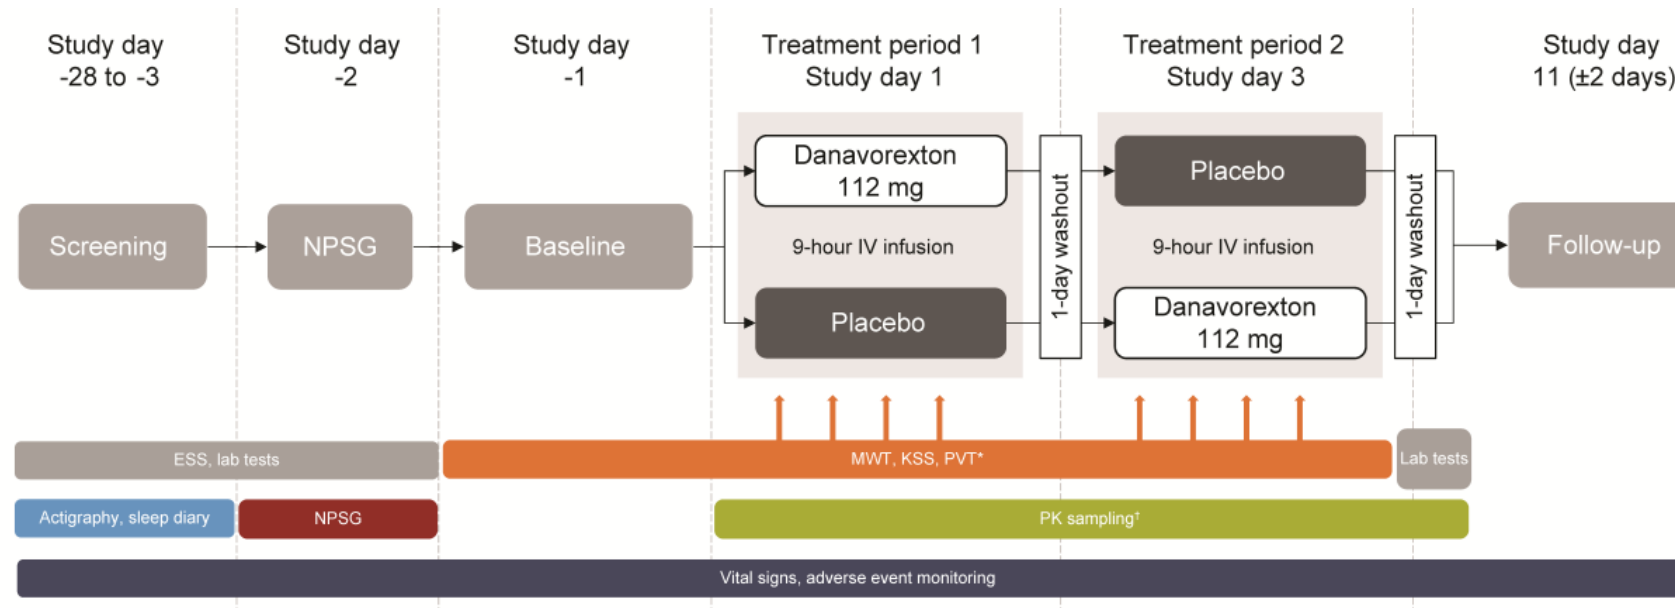 Study day
-28 to -3
Study day
-2
Study day
-1
Treatment period 1
Study day 1
Treatment period 2
Study day 3
Study day
11 (±2 days)
Screening
NPSG
Baseline
Danavorexton
112 mg
9-hour IV infusion
Placebo
1-day washout
Placebo
9-hour IV infusion
Danavorexton
112 mg
1-day washout
Follow-up
ESS, lab tests
MWT, KSS, PVT*
Lab tests
Actigraphy, sleep diary
NPSG
PK sampling†
Vital signs, adverse event monitoring